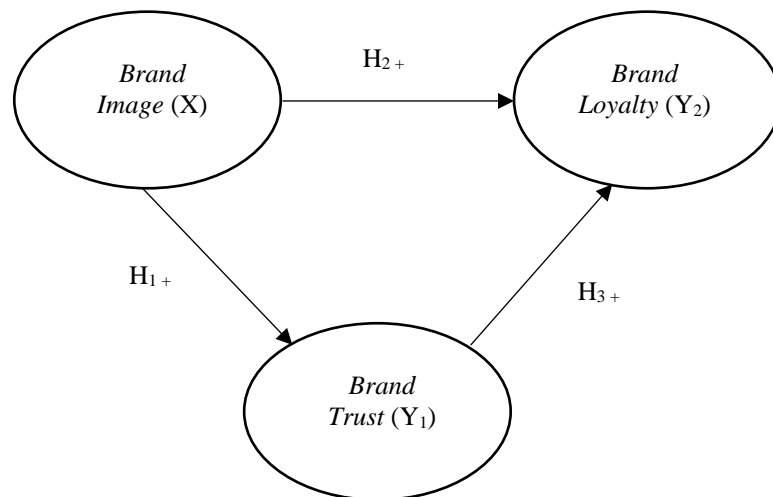 H2 +
Brand
Image (X)
Brand
Loyalty (Y2)
H1 +
H3 +
Brand
Trust (Y1)